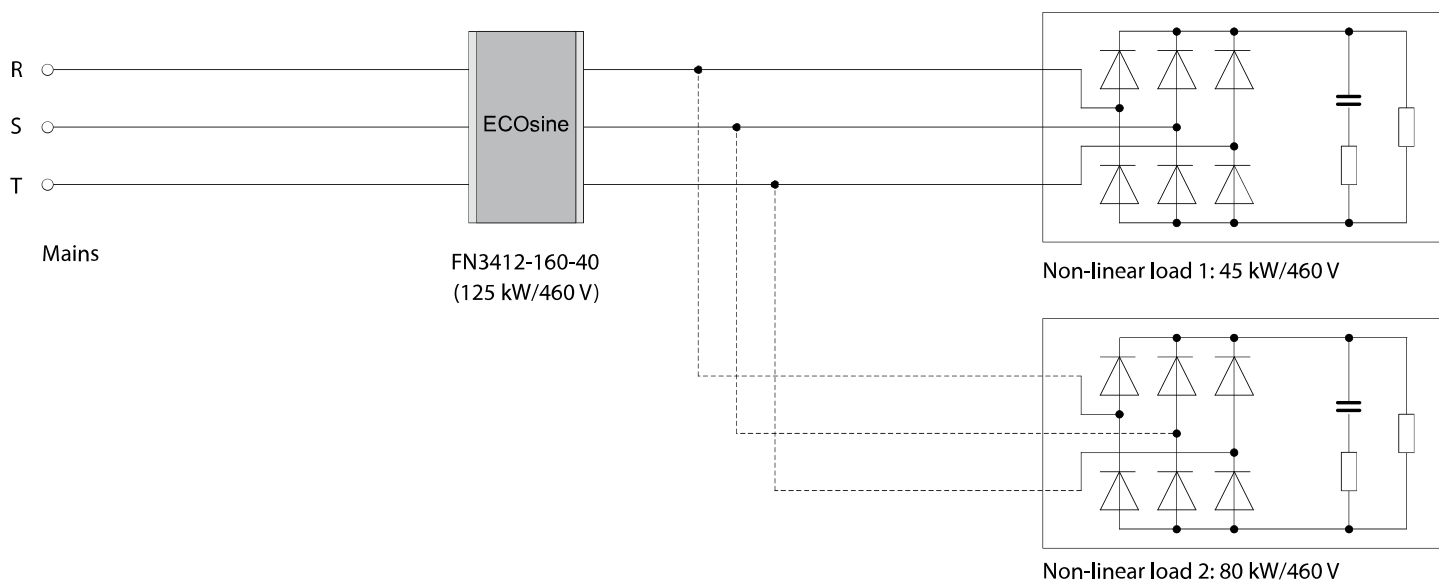 R
S
T
Mains
ECOsine
FN3412-160-40
(125 kW/460 V)
Non-linear load 1: 45 kW/460 V
Non-linear load 2: 80 kW/460 V